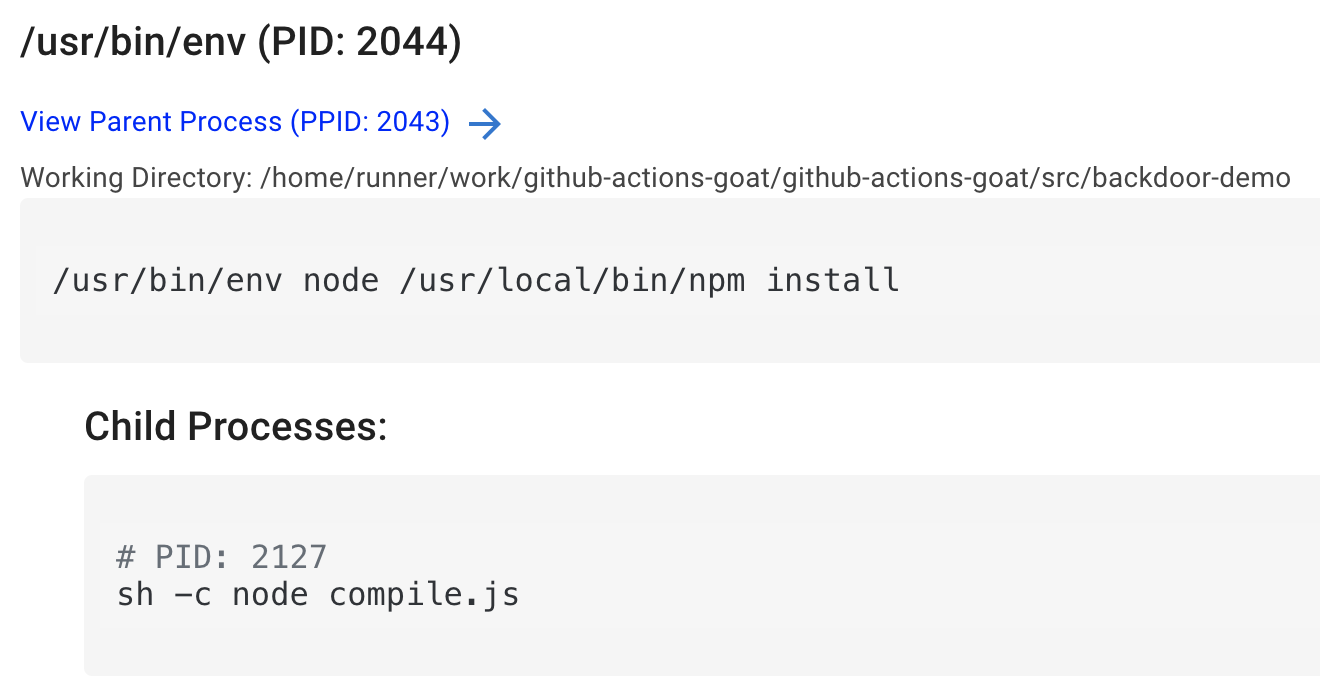 /usr/bin/env (PID: 2044)
View Parent Process (PPID: 2043)
Working Directory: /home/runner/work/github-actions-goat/github-actions-goat/src/backdoor-demo
/usr/bin/env node /usr/local/bin/npm install
Child Processes:
# PID: 2127
sh -c node compile.js